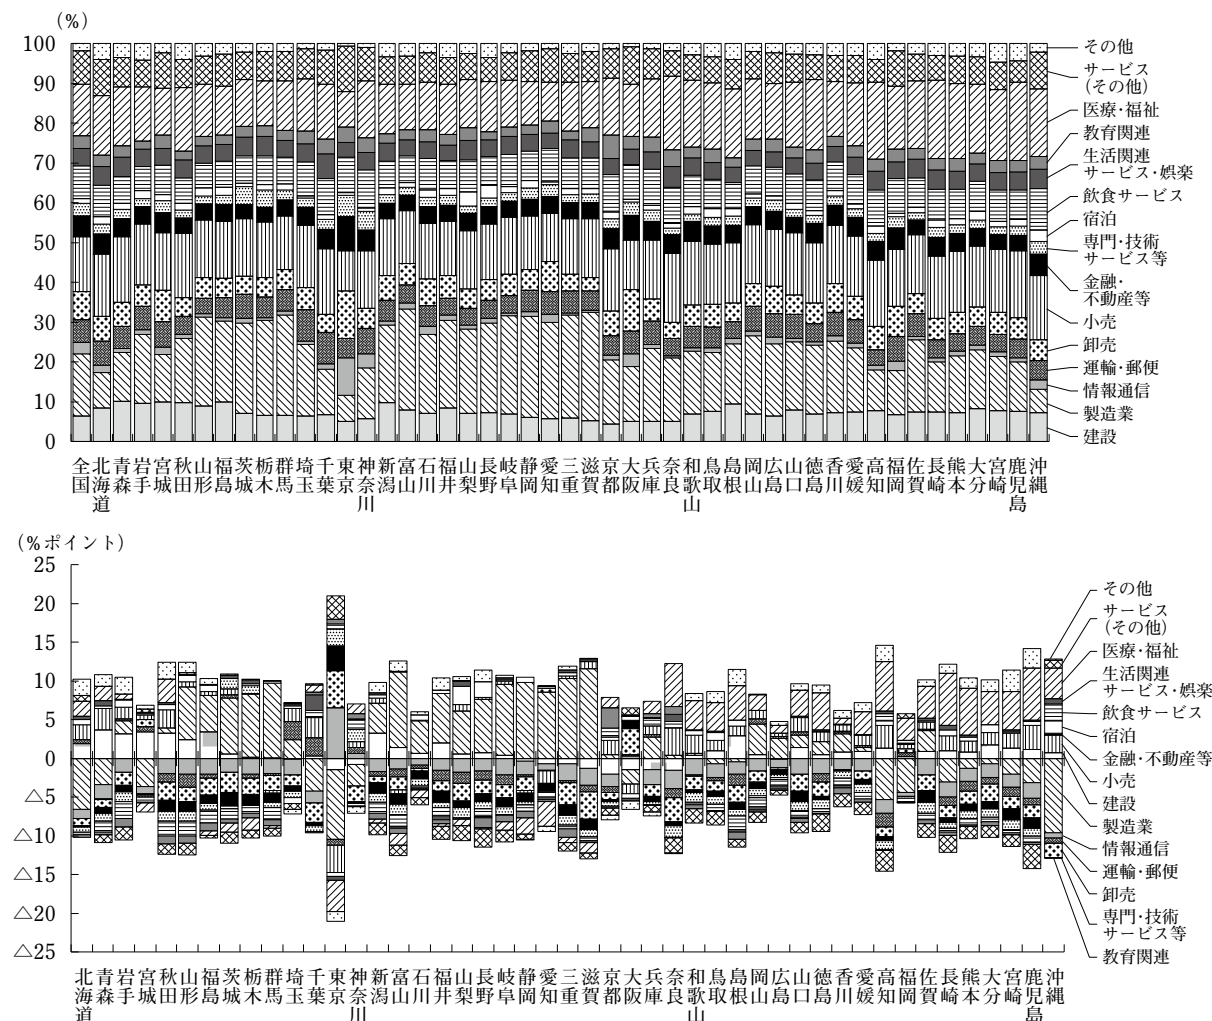 (%)
100
90
80
70
60
50
40
30
20
10
0
その他
サービス
(その他)
医療・福祉
教育関連
生活関連
サービス・娯楽
飲食サービス
宿泊
専門・技術
サービス等
金融・
不動産等
小売
卸売
運輸・郵便
情報通信
製造業
建設
全国
北海道
青森
岩手
宮城
秋田
山形
福島
茨城
栃木
群馬
埼玉
千葉
東京
神奈川
新潟
富山
石川
福井
山梨
長野
岐阜
静岡
愛知
三重
滋賀
京都
大阪
兵庫
奈良
和歌山
鳥取
島根
岡山
広島
山口
徳島
香川
愛媛
高知
福岡
佐賀
長崎
熊本
大分
宮崎
鹿児島
沖縄
(%ポイント)
25
20
15
10
5
0
△5
△10
△15
△20
△25
その他
サービス
(その他)
医療・福祉
生活関連
サービス・娯楽
飲食サービス
宿泊
金融・不動産等
小売
建設
製造業
情報通信
運輸・郵便
卸売
専門・技術
サービス等
教育関連
北海道
青森
岩手
宮城
秋田
山形
福島
茨城
栃木
群馬
埼玉
千葉
東京
神奈川
新潟
富山
石川
福井
山梨
長野
岐阜
静岡
愛知
三重
滋賀
京都
大阪
兵庫
奈良
和歌山
鳥取
島根
岡山
広島
山口
徳島
香川
愛媛
高知
福岡
佐賀
長崎
熊本
大分
宮崎
鹿児島
沖縄